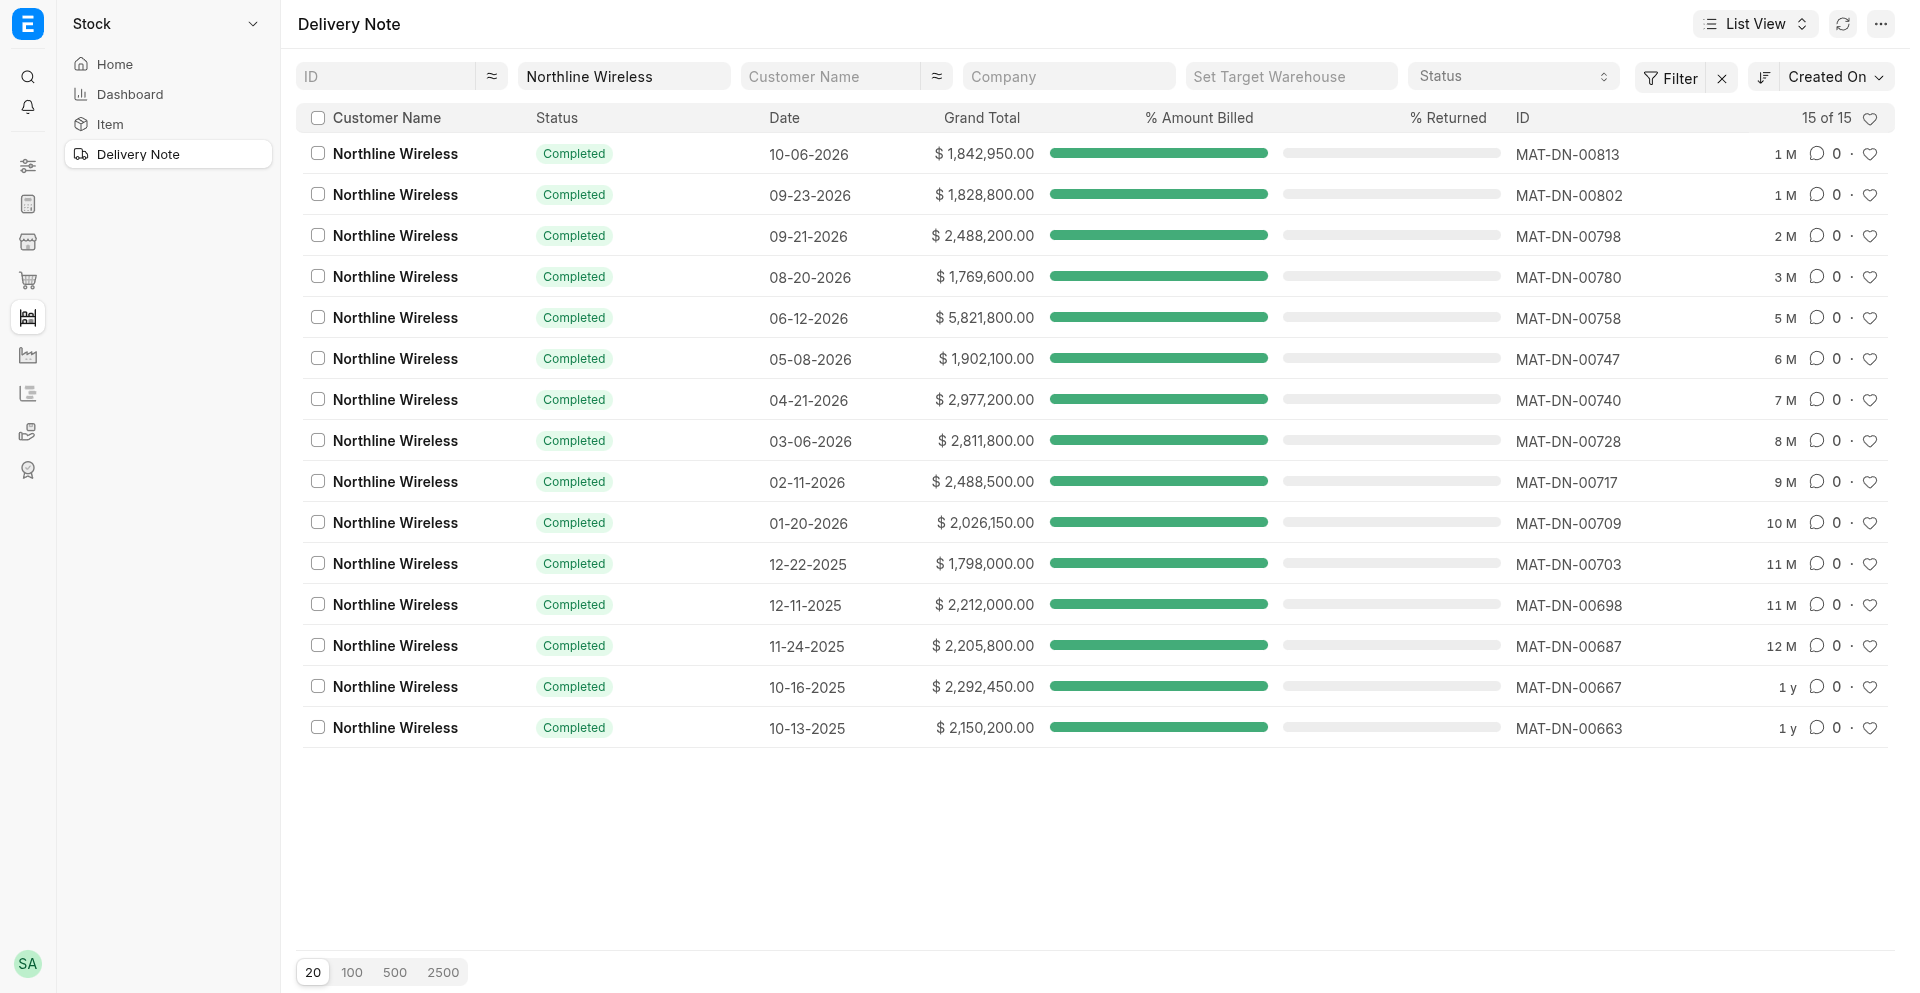 Stock
Home
Dashboard
Item
Delivery Note
SA
Delivery Note
List View
ID ≈ Northline Wireless Customer Name ≈ Company Set Target Warehouse Status Filter Created On
Customer Name Status Date Grand Total % Amount Billed % Returned ID 15 of 15
Northline Wireless Completed 10-06-2026 $ 1,842,950.00 MAT-DN-00813 1 M 0 ·
Northline Wireless Completed 09-23-2026 $ 1,828,800.00 MAT-DN-00802 1 M 0 ·
Northline Wireless Completed 09-21-2026 $ 2,488,200.00 MAT-DN-00798 2 M 0 ·
Northline Wireless Completed 08-20-2026 $ 1,769,600.00 MAT-DN-00780 3 M 0 ·
Northline Wireless Completed 06-12-2026 $ 5,821,800.00 MAT-DN-00758 5 M 0 ·
Northline Wireless Completed 05-08-2026 $ 1,902,100.00 MAT-DN-00747 6 M 0 ·
Northline Wireless Completed 04-21-2026 $ 2,977,200.00 MAT-DN-00740 7 M 0 ·
Northline Wireless Completed 03-06-2026 $ 2,811,800.00 MAT-DN-00728 8 M 0 ·
Northline Wireless Completed 02-11-2026 $ 2,488,500.00 MAT-DN-00717 9 M 0 ·
Northline Wireless Completed 01-20-2026 $ 2,026,150.00 MAT-DN-00709 10 M 0 ·
Northline Wireless Completed 12-22-2025 $ 1,798,000.00 MAT-DN-00703 11 M 0 ·
Northline Wireless Completed 12-11-2025 $ 2,212,000.00 MAT-DN-00698 11 M 0 ·
Northline Wireless Completed 11-24-2025 $ 2,205,800.00 MAT-DN-00687 12 M 0 ·
Northline Wireless Completed 10-16-2025 $ 2,292,450.00 MAT-DN-00667 1 y 0 ·
Northline Wireless Completed 10-13-2025 $ 2,150,200.00 MAT-DN-00663 1 y 0 ·
20 100 500 2500